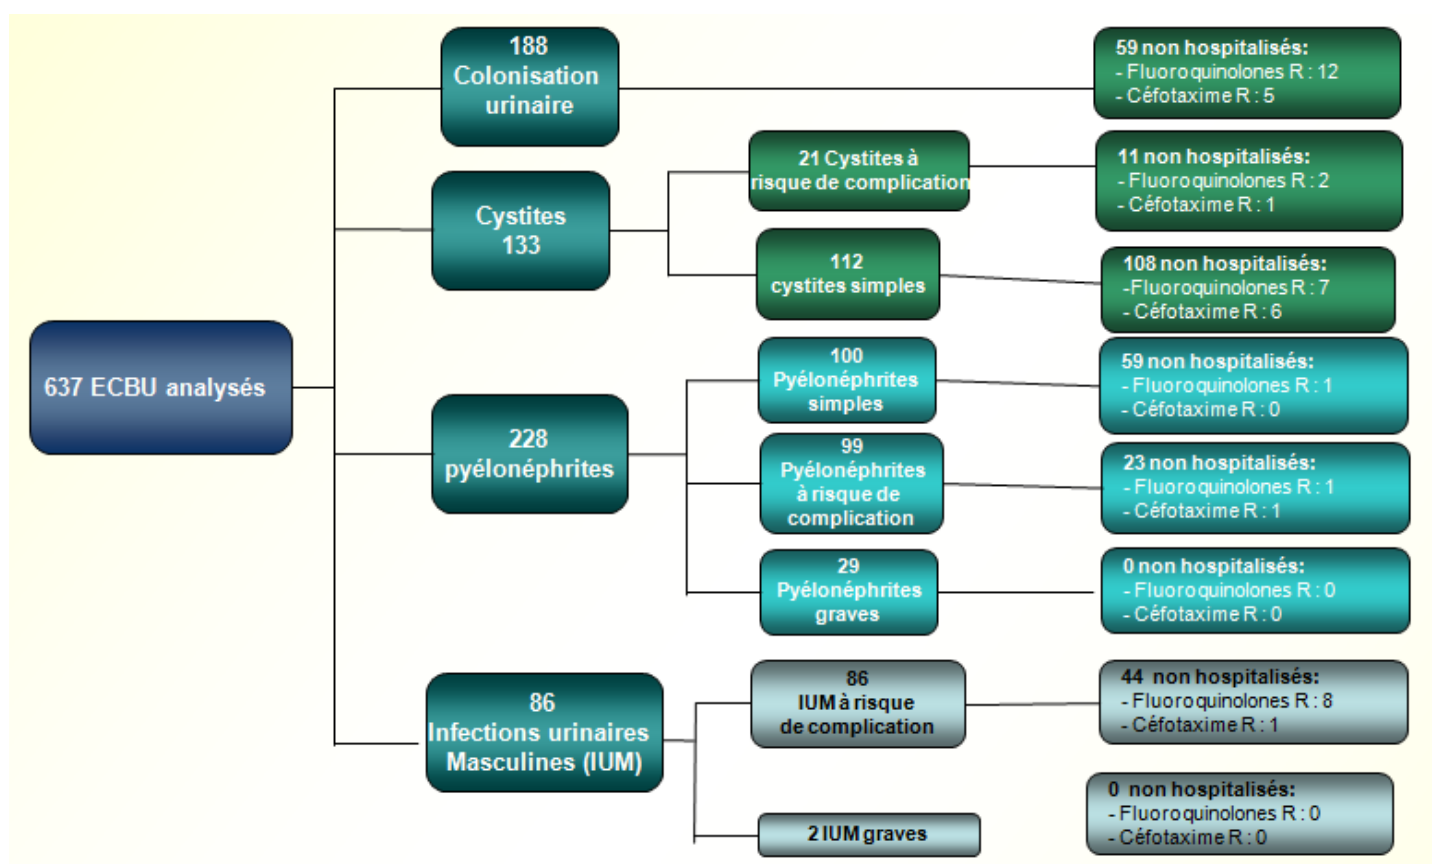 637 ECBU analysés
188
Colonisation
urinaire
59 non hospitalisés:
- Fluoroquinolones R : 12
- Céfotaxime R : 5
Cystites
133
21 Cystites à
risque de complication
11 non hospitalisés:
- Fluoroquinolones R : 2
- Céfotaxime R : 1
112
cystites simples
108 non hospitalisés:
-Fluoroquinolones R : 7
- Céfotaxime R : 6
228
pyélonéphrites
100
Pyélonéphrites
simples
59 non hospitalisés:
- Fluoroquinolones R : 1
- Céfotaxime R : 0
99
Pyélonéphrites
à risque de
complication
23 non hospitalisés:
- Fluoroquinolones R : 1
- Céfotaxime R : 1
29
Pyélonéphrites
graves
0 non hospitalisés:
- Fluoroquinolones R : 0
- Céfotaxime R : 0
86
Infections urinaires
Masculines (IUM)
86
IUM à risque
de complication
44 non hospitalisés:
- Fluoroquinolones R : 8
- Céfotaxime R : 1
2 IUM graves
0 non hospitalisés:
- Fluoroquinolones R : 0
- Céfotaxime R : 0